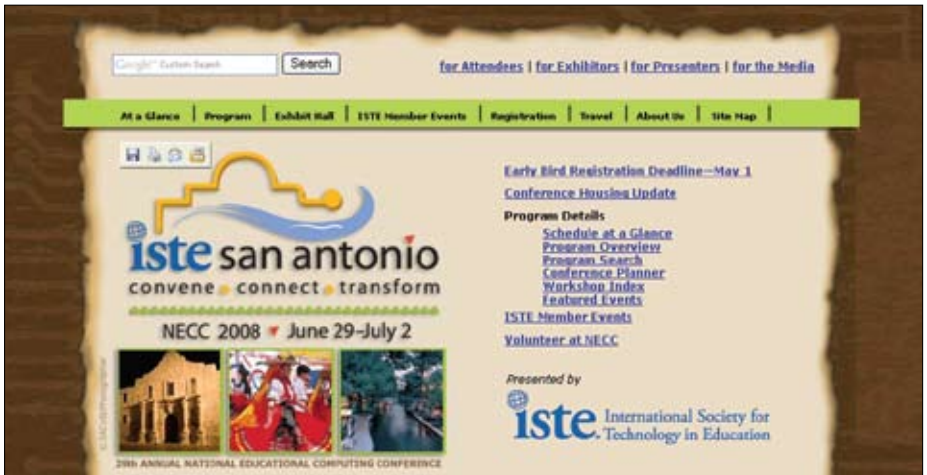 Google™ Custom Search
Search
for Attendees | for Exhibitors | for Presenters | for the Media
At a Glance | Program | Exhibit Hall | ISTE Member Events | Registration | Travel | About Us | Site Map |
Early Bird Registration Deadline—May 1
Conference Housing Update
Program Details
Schedule at a Glance
Program Overview
Program Search
Conference Planner
Workshop Index
Featured Events
ISTE Member Events
Volunteer at NECC
iste san antonio
convene connect transform
NECC 2008 June 29-July 2
29th ANNUAL NATIONAL EDUCATIONAL COMPUTING CONFERENCE
Presented by
iste. International Society for
Technology in Education